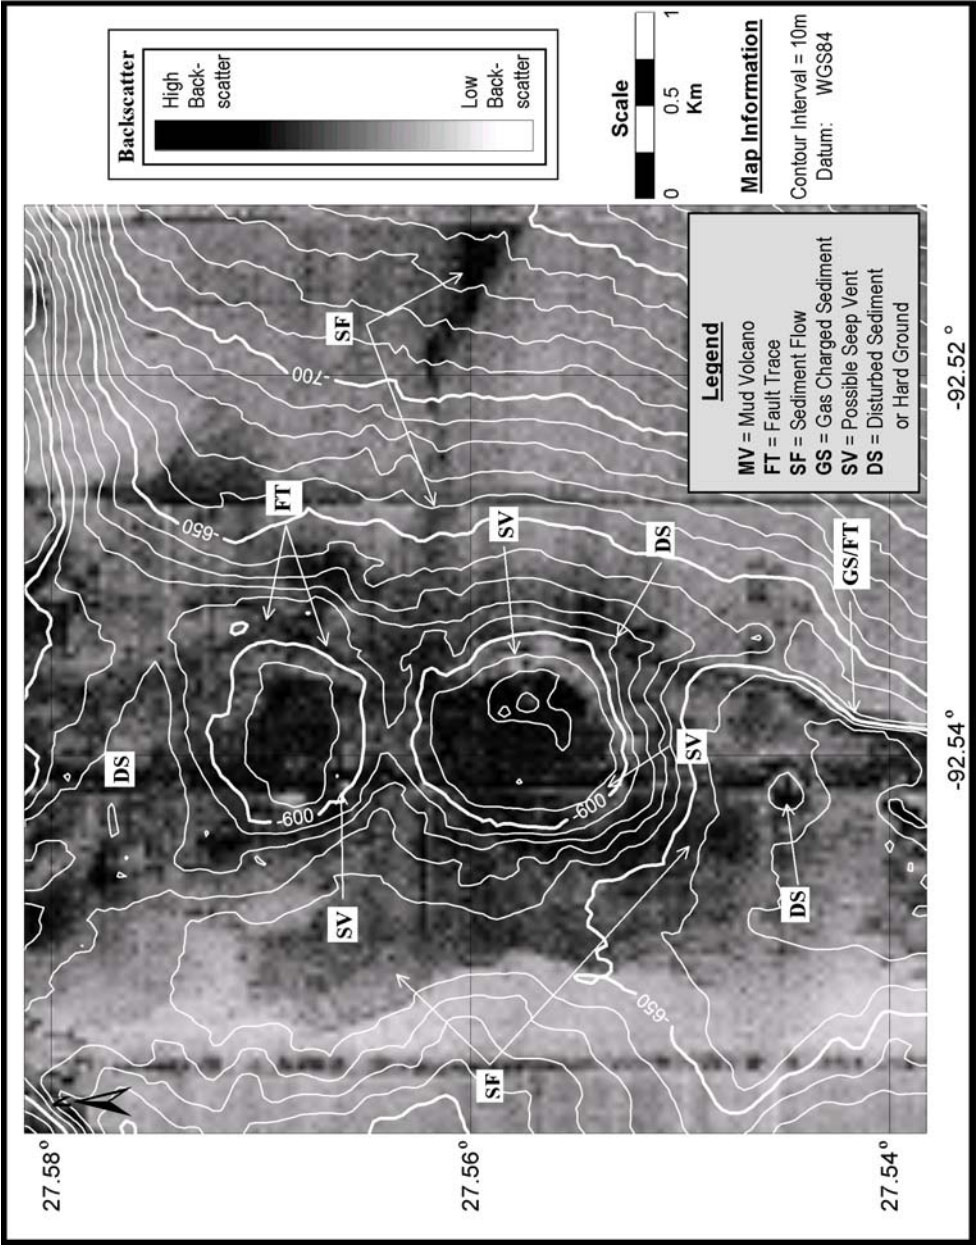 Backscatter
High
Back-
scatter
Low
Back-
scatter
Scale
0
0.5
1
Km
Map Information
Contour Interval = 10m
Datum: WGS84
Legend
MV = Mud Volcano
FT = Fault Trace
SF = Sediment Flow
GS = Gas Charged Sediment
SV = Possible Seep Vent
DS = Disturbed Sediment
or Hard Ground
SF
-700
FT
-650
SV
DS
GS/FT
DS
-600
SV
-600
SV
DS
SF
-650
27.58°
27.56°
27.54°
-92.52°
-92.54°